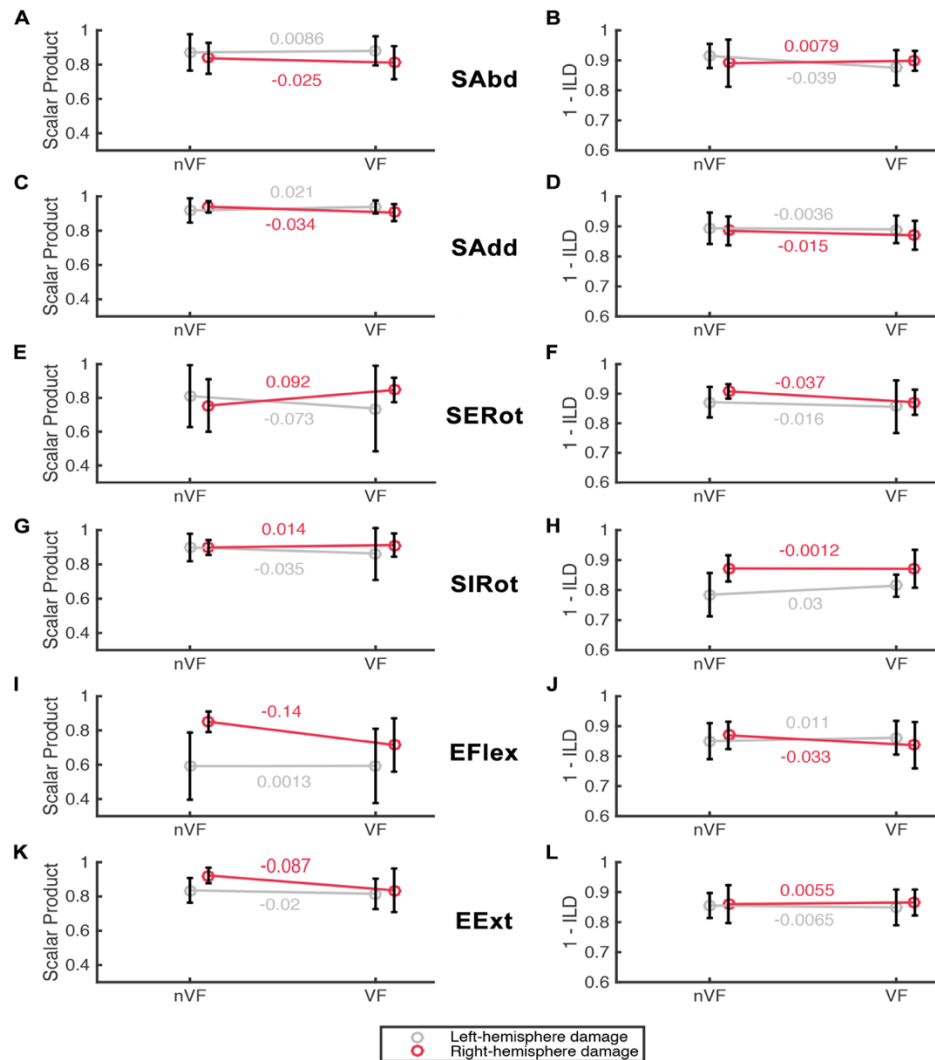 A
Scalar Product
1
0.8
0.6
0.4
0.0086
-0.025
nVF
VF
SAbd
B
1 - ILD
1
0.9
0.8
0.7
0.6
0.0079
-0.039
nVF
VF
C
Scalar Product
1
0.8
0.6
0.4
0.021
-0.034
nVF
VF
SAdd
D
1 - ILD
1
0.9
0.8
0.7
0.6
-0.0036
-0.015
nVF
VF
E
Scalar Product
1
0.8
0.6
0.4
0.092
-0.073
nVF
VF
SERot
F
1 - ILD
1
0.9
0.8
0.7
0.6
-0.037
-0.016
nVF
VF
G
Scalar Product
1
0.8
0.6
0.4
0.014
-0.035
nVF
VF
SIRot
H
1 - ILD
1
0.9
0.8
0.7
0.6
-0.0012
0.03
nVF
VF
I
Scalar Product
1
0.8
0.6
0.4
-0.14
0.0013
nVF
VF
EFlex
J
1 - ILD
1
0.9
0.8
0.7
0.6
0.011
-0.033
nVF
VF
K
Scalar Product
1
0.8
0.6
0.4
-0.087
-0.02
nVF
VF
EExt
L
1 - ILD
1
0.9
0.8
0.7
0.6
0.0055
-0.0065
nVF
VF
Left-hemisphere damage
Right-hemisphere damage